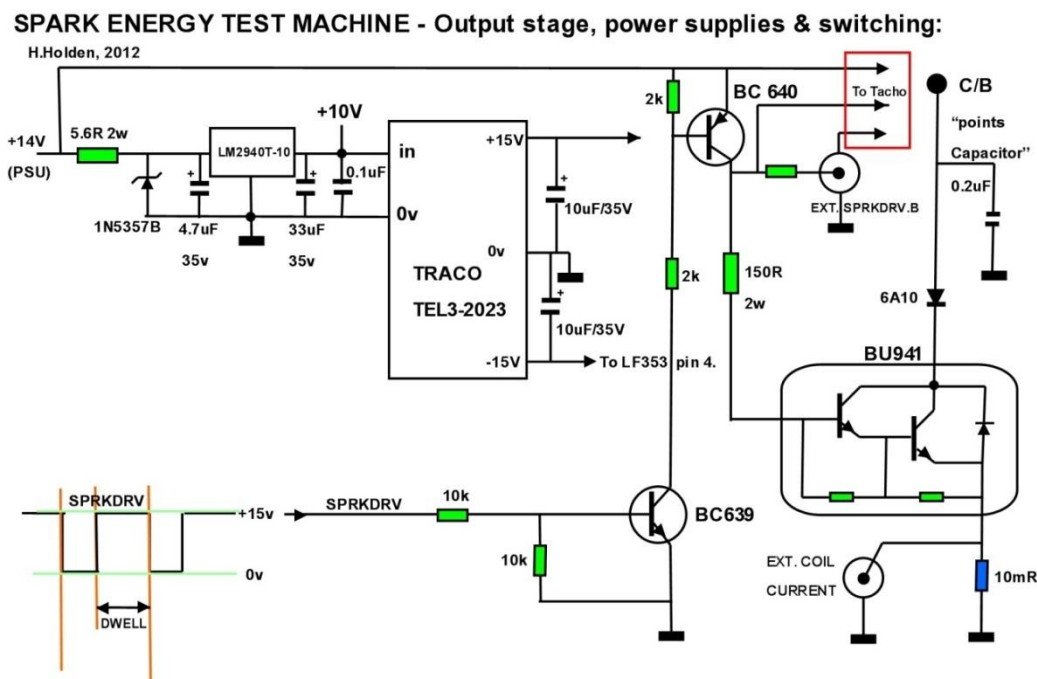 SPARK ENERGY TEST MACHINE - Output stage, power supplies & switching:
H.Holden, 2012
+14V
(PSU)
5.6R 2w
1N5357B
4.7uF
35v
LM2940T-10
33uF
35v
+10V
0.1uF
in
0v
TRACO
TEL3-2023
+15V
0v
-15V
+
+
+
+
10uF/35V
10uF/35V
To LF353 pin 4.
2k
2k
BC 640
To Tacho
EXT. SPRKDRV.B
150R
2w
C/B
"points
Capacitor"
0.2uF
6A10
BU941
SPRKDRV
+15v
0v
DWELL
SPRKDRV
10k
10k
BC639
EXT. COIL
CURRENT
10mR